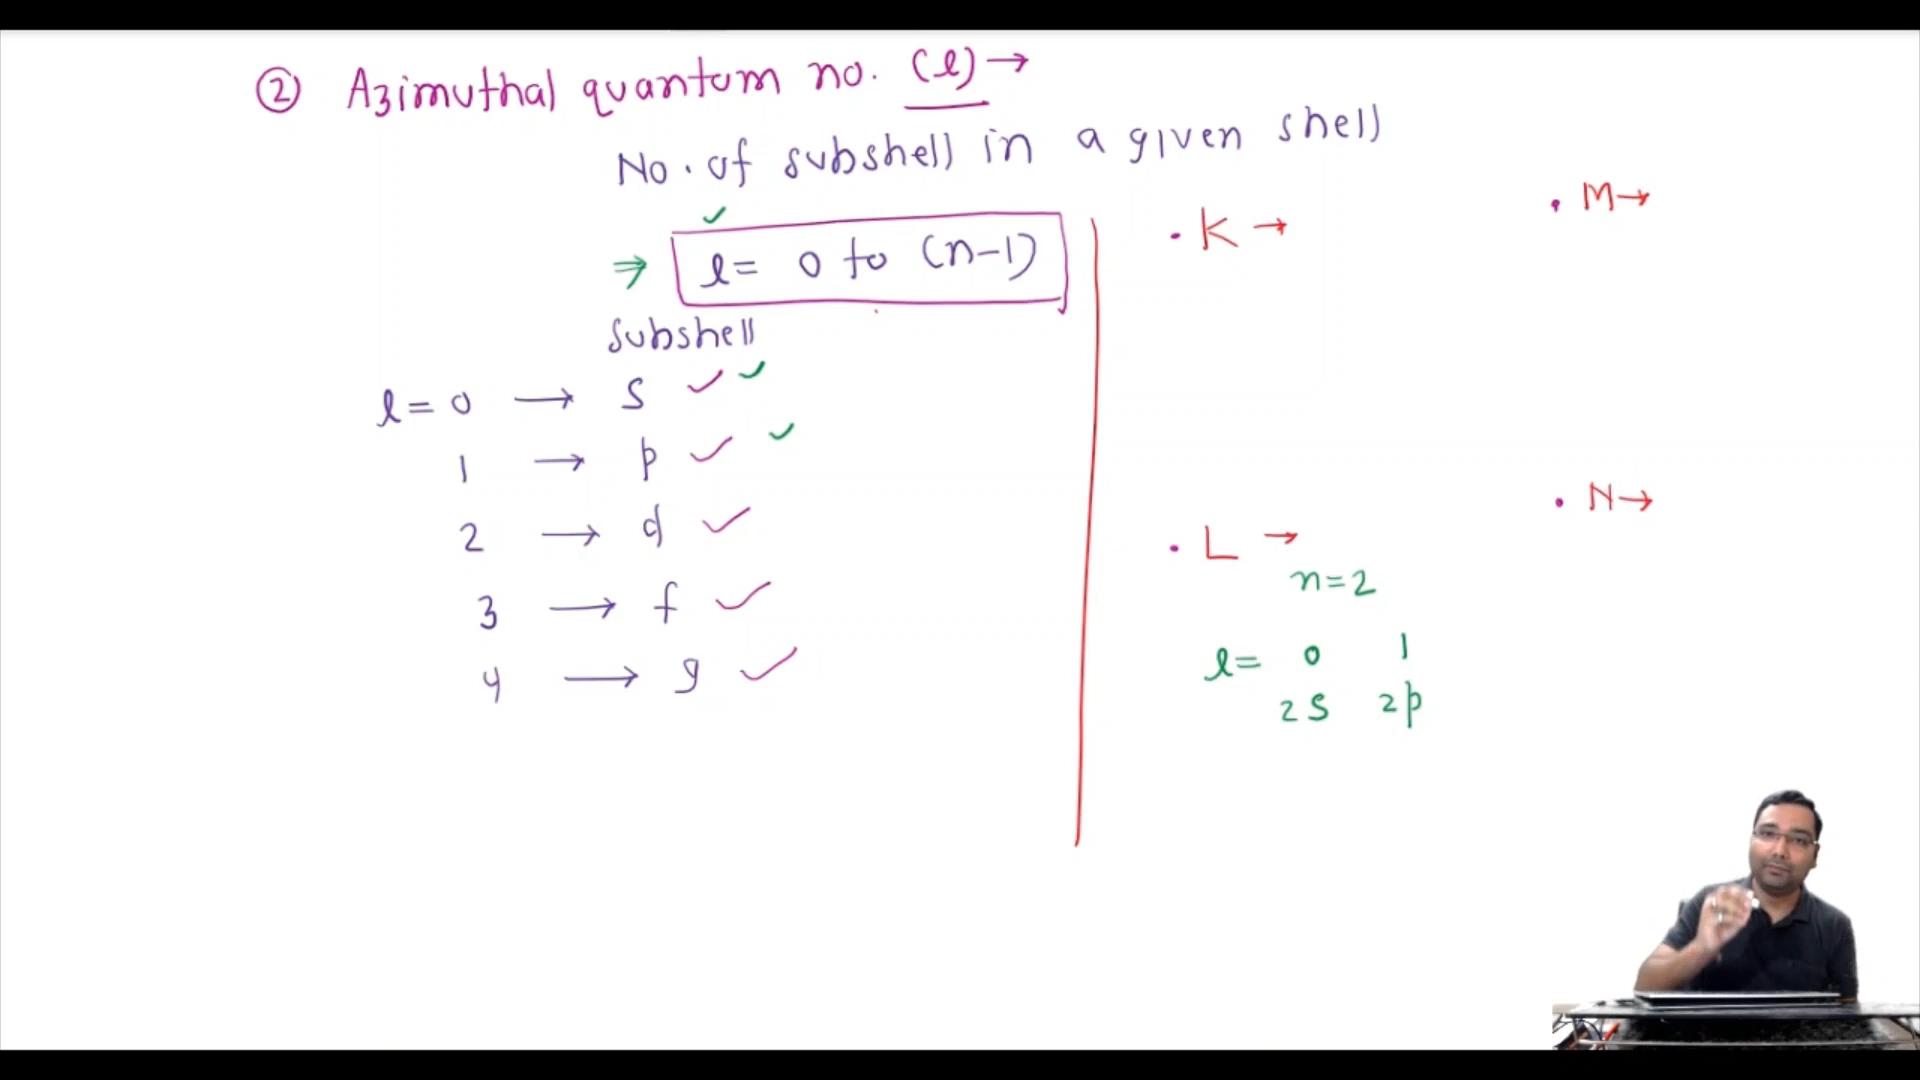 ② Azimuthal quantum no. (l) →
No. of subshell in a given shell
⇒ l = 0 to (n-1)
Subshell
l = 0 → s ✓ ✓
1 → p ✓ ✓
2 → d ✓
3 → f ✓
4 → g ✓
• K →
• L →
n=2
l = 0 1
2s 2p
• M →
• N →